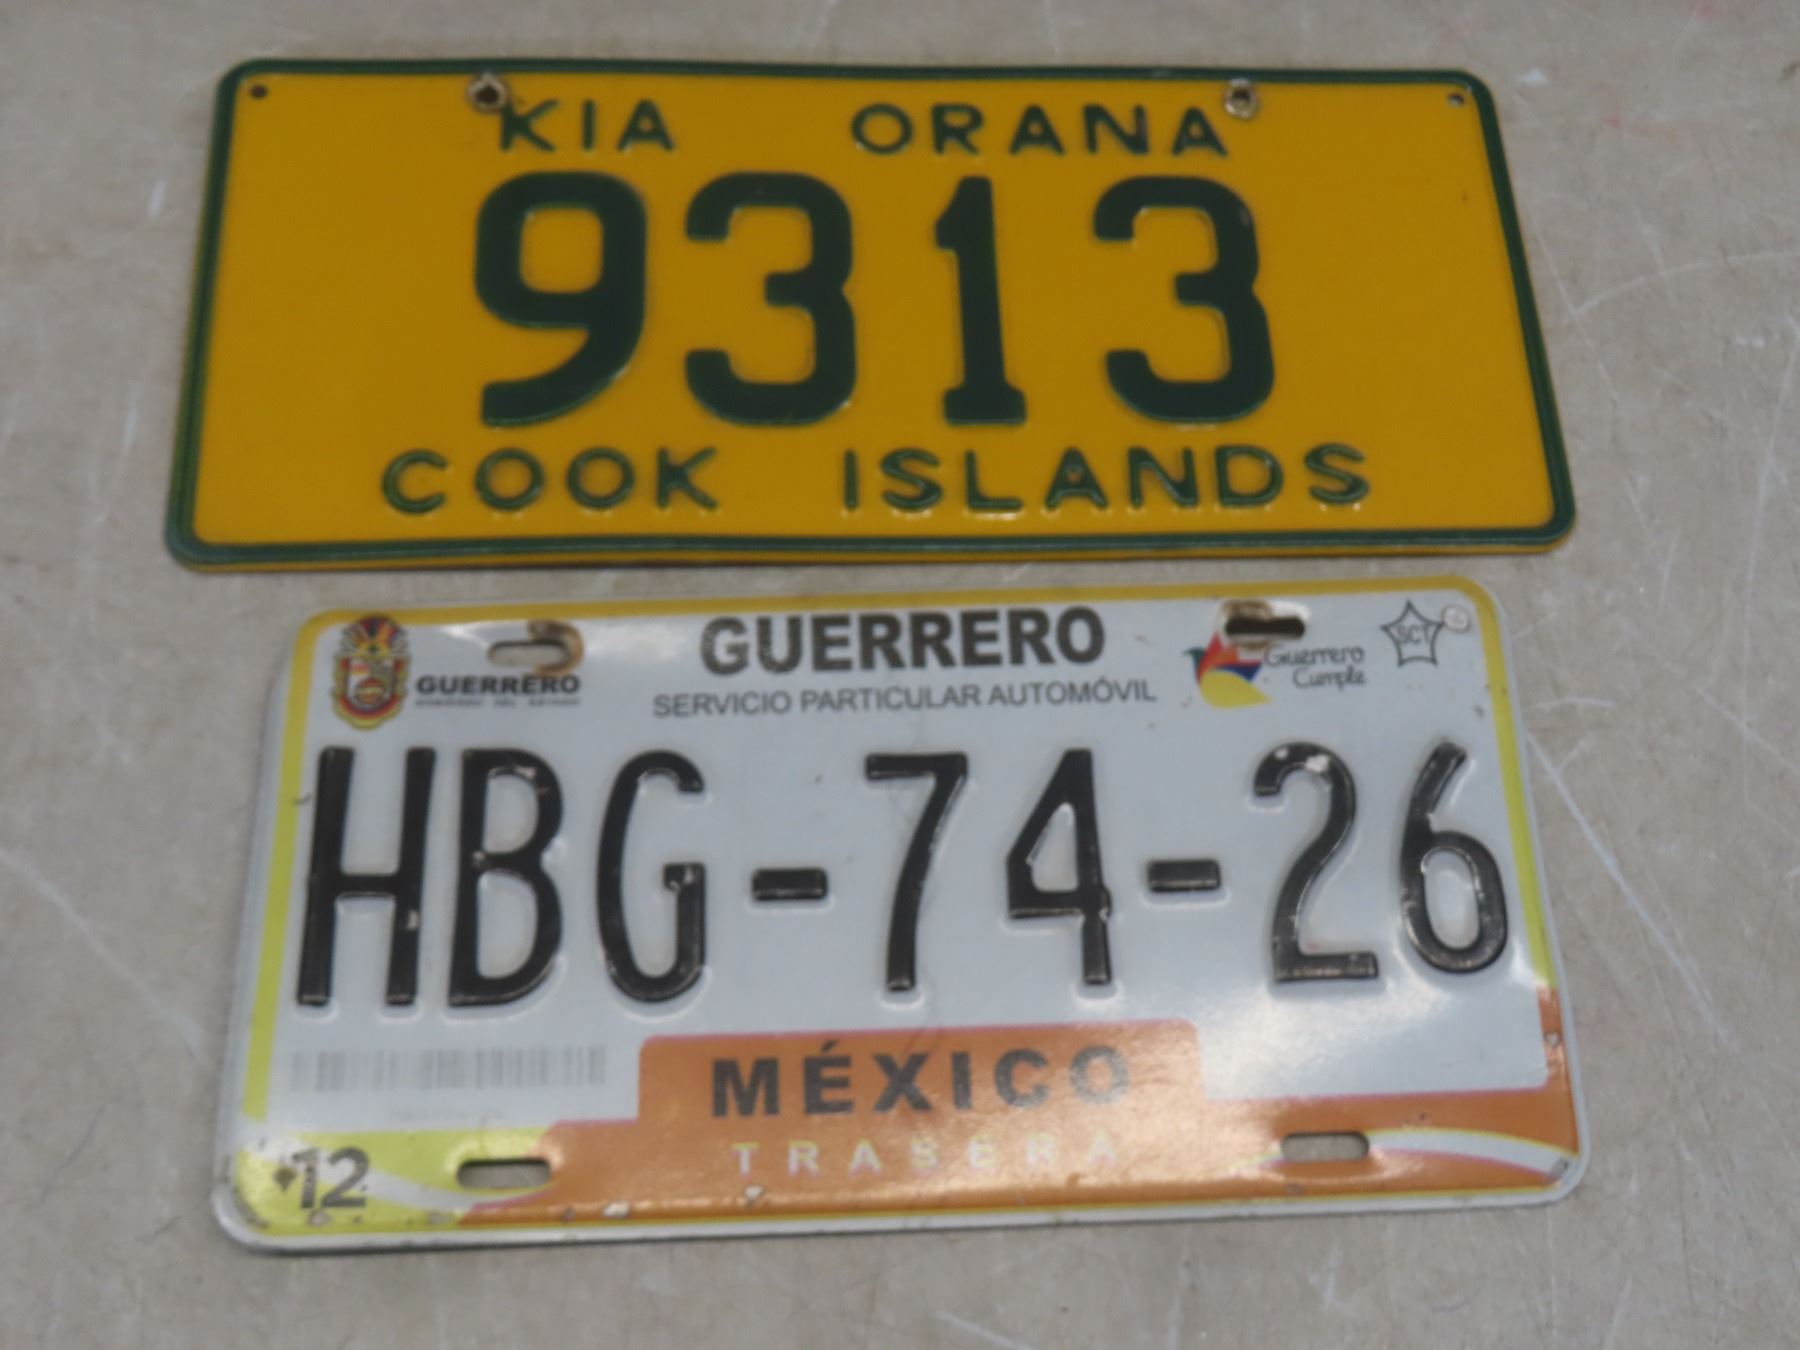 KIA ORANA
9313
COOK ISLANDS
GUERRERO
GUERRERO
SERVICIO PARTICULAR AUTOMÓVIL
Guerrero
Cumple
SCT
HBG-74-26
MÉXICO
TRASERA
12